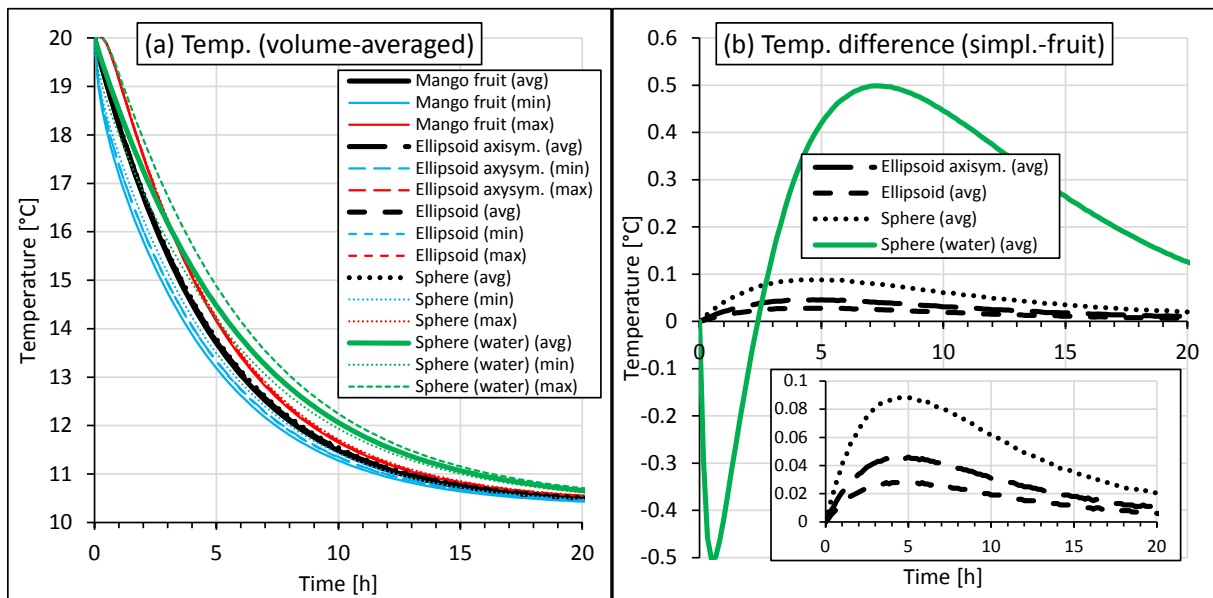 (a) Temp. (volume-averaged)
Temperature [°C]
20
19
18
17
16
15
14
13
12
11
10
Mango fruit (avg)
Mango fruit (min)
Mango fruit (max)
Ellipsoid axisym. (avg)
Ellipsoid axysym. (min)
Ellipsoid axysym. (max)
Ellipsoid (avg)
Ellipsoid (min)
Ellipsoid (max)
Sphere (avg)
Sphere (min)
Sphere (max)
Sphere (water) (avg)
Sphere (water) (min)
Sphere (water) (max)
0 5 10 15 20
Time [h]
(b) Temp. difference (simpl.-fruit)
Temperature [°C]
0.6
0.5
0.4
0.3
0.2
0.1
0
-0.1
-0.2
-0.3
-0.4
-0.5
Ellipsoid axisym. (avg)
Ellipsoid (avg)
Sphere (avg)
Sphere (water) (avg)
0 5 10 15 20
0.1
0.08
0.06
0.04
0.02
0
0 5 10 15 20
Time [h]